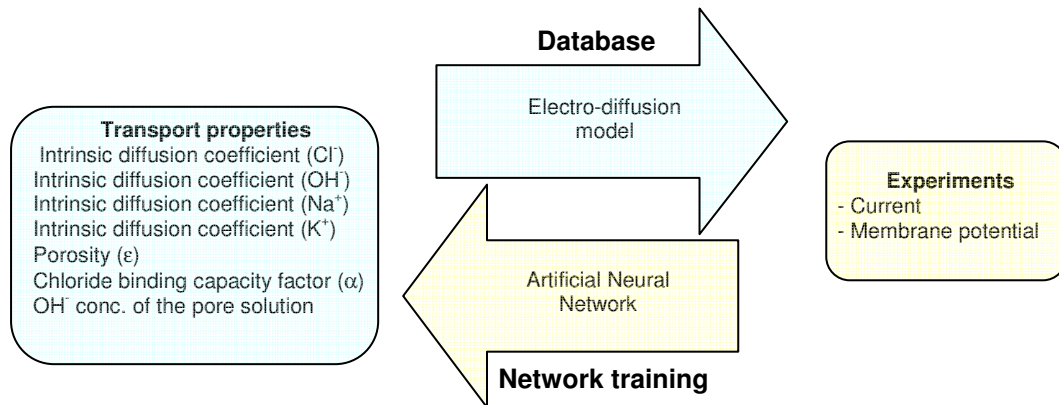 Database
Electro-diffusion
model
Transport properties
Intrinsic diffusion coefficient (Cl⁻)
Intrinsic diffusion coefficient (OH⁻)
Intrinsic diffusion coefficient (Na⁺)
Intrinsic diffusion coefficient (K⁺)
Porosity (ε)
Chloride binding capacity factor (α)
OH⁻ conc. of the pore solution
Experiments
- Current
- Membrane potential
Artificial Neural
Network
Network training